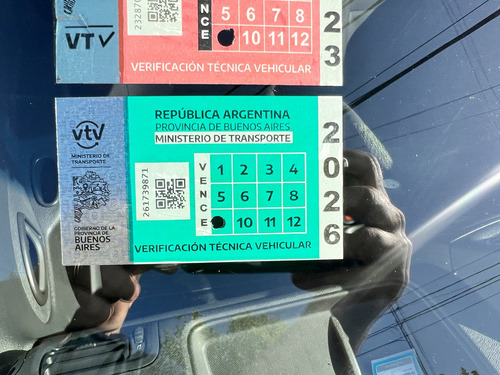 VTV
23287
VENCE
5 6 7 8
10 11 12
23
VERIFICACIÓN TÉCNICA VEHICULAR
vtv
MINISTERIO DE
TRANSPORTE
GOBIERNO DE LA
PROVINCIA DE
BUENOS
AIRES
REPÚBLICA ARGENTINA
PROVINCIA DE BUENOS AIRES
MINISTERIO DE TRANSPORTE
261739871
VENCE
1 2 3 4
5 6 7 8
10 11 12
2026
VERIFICACIÓN TÉCNICA VEHICULAR